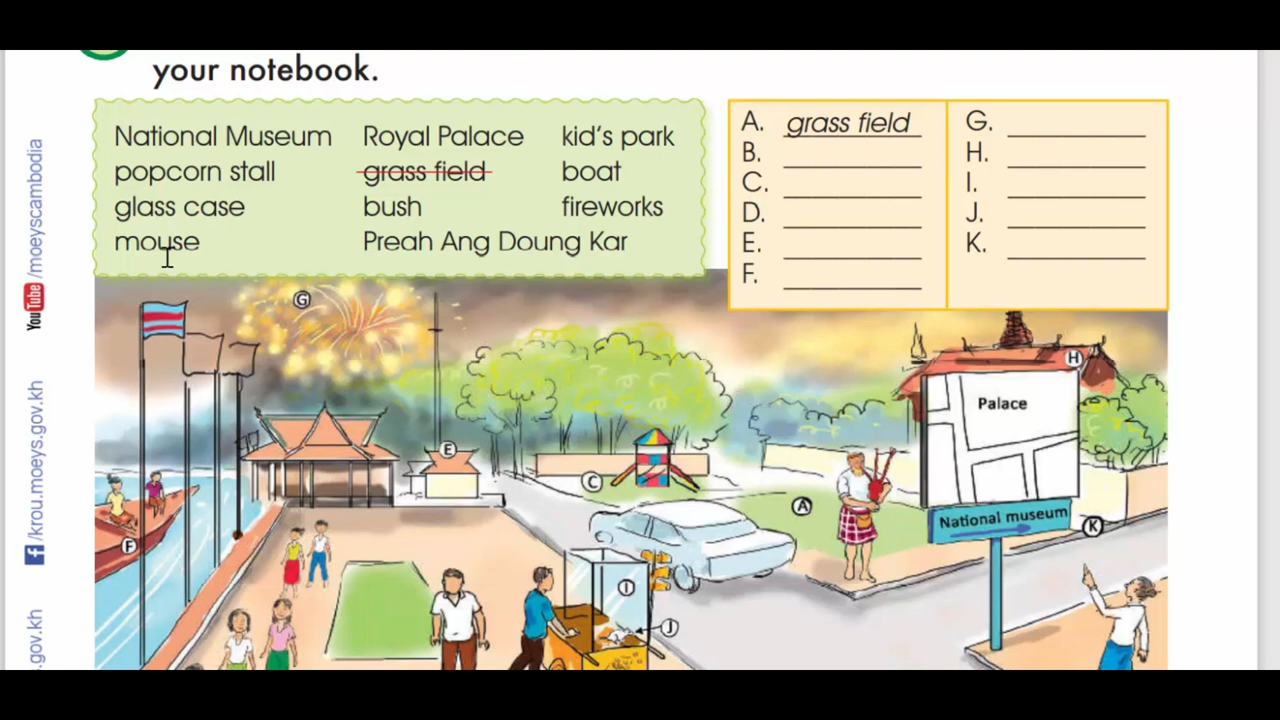 your notebook.
National Museum Royal Palace kid's park
popcorn stall grass field boat
glass case bush fireworks
mouse Preah Ang Doung Kar
A. grass field
B.
C.
D.
E.
F.
G.
H.
I.
J.
K.
YouTube /moeyscambodia
f /krou.moeys.gov.kh
s.gov.kh
G
H
Palace
E
C
A
National museum
K
F
I
J